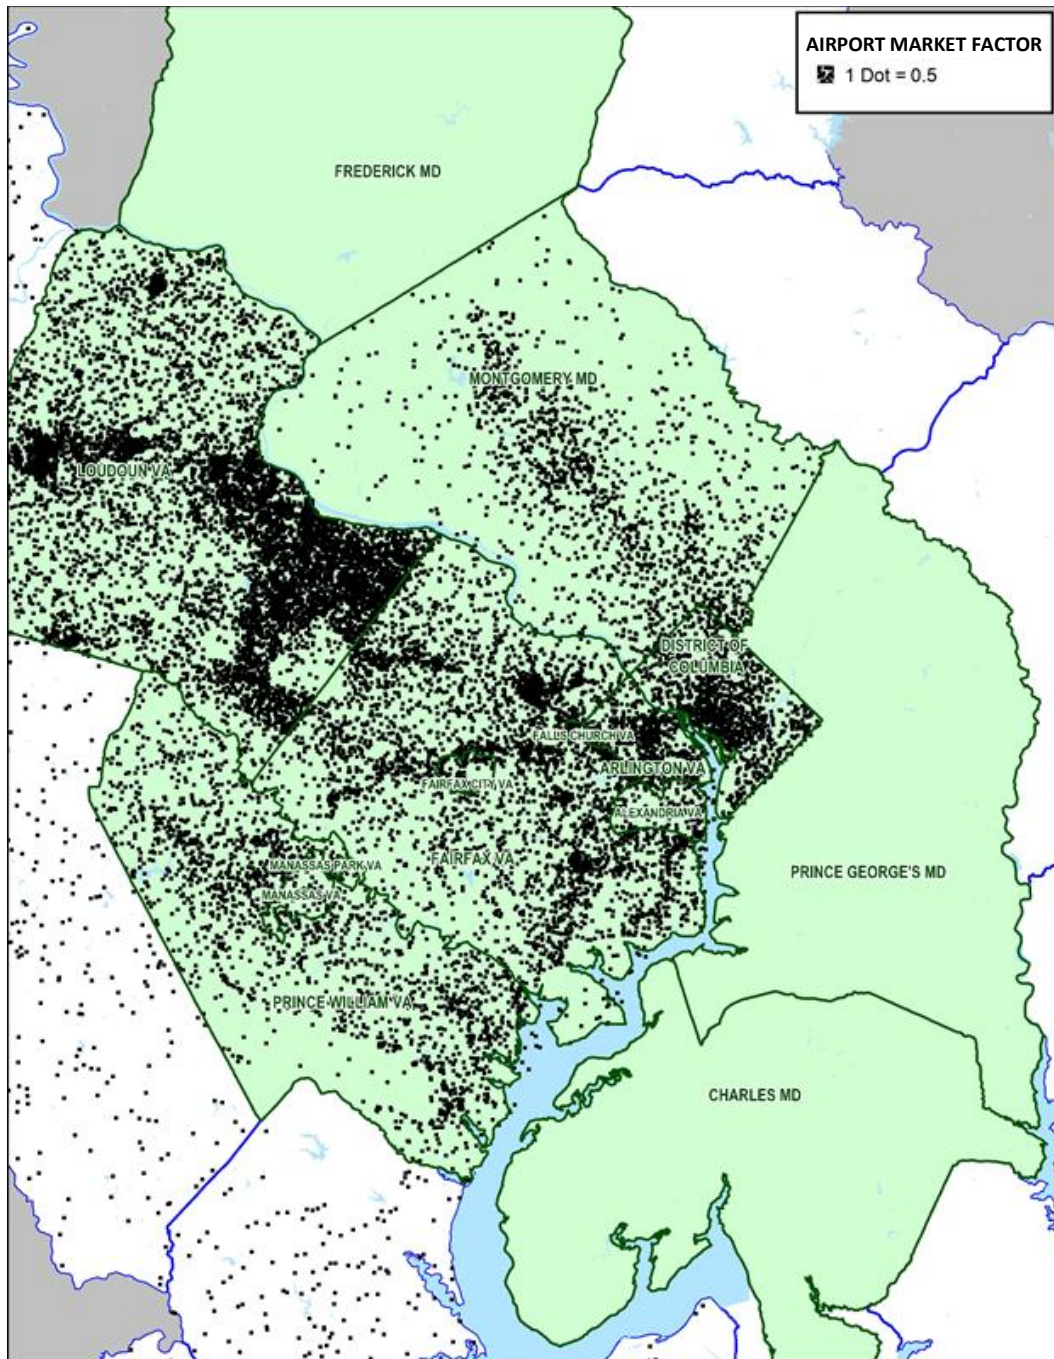 AIRPORT MARKET FACTOR
1 Dot = 0.5
FREDERICK MD
MONTGOMERY MD
LOUDOUN VA
DISTRICT OF
COLUMBIA
FALLS CHURCH VA
ARLINGTON VA
FAIRFAX CITY VA
ALEXANDRIA VA
FAIRFAX VA
MANASSAS PARK VA
PRINCE GEORGE'S MD
MANASSAS VA
PRINCE WILLIAM VA
CHARLES MD